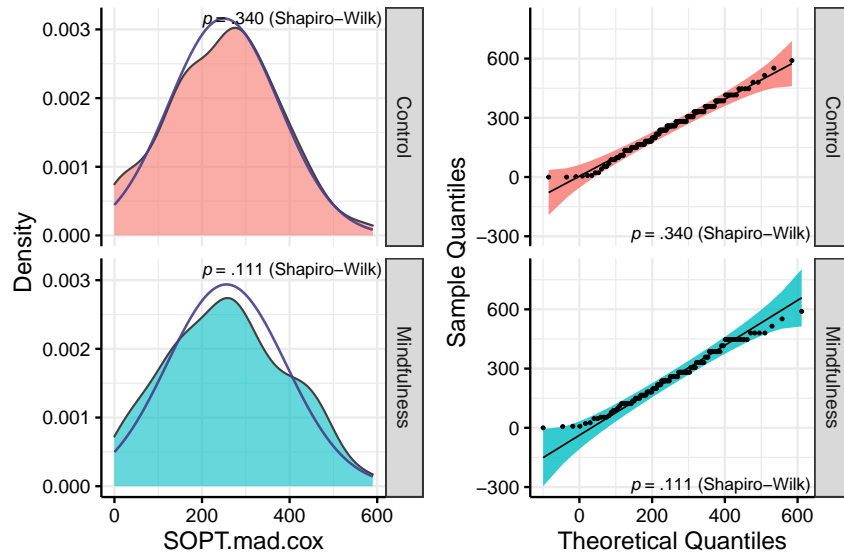 p = .340 (Shapiro−Wilk)
0.003
0.002
0.001
0.000
Control
p = .111 (Shapiro−Wilk)
0.003
0.002
0.001
0.000
Mindfulness
Density
0 200 400 600
SOPT.mad.cox
600
300
0
−300
p = .340 (Shapiro−Wilk)
Control
600
300
0
−300
p = .111 (Shapiro−Wilk)
Mindfulness
Sample Quantiles
0 200 400 600
Theoretical Quantiles